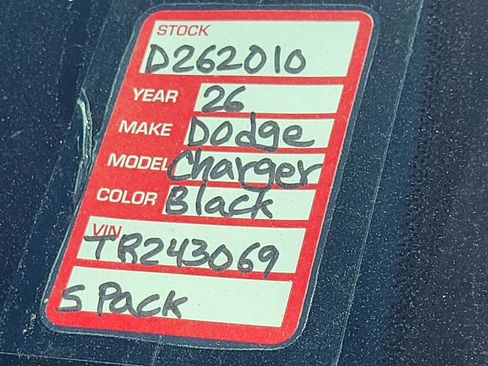 STOCK
D262010
YEAR 26
MAKE Dodge
MODEL Charger
COLOR Black
VIN
TR243069
S Pack